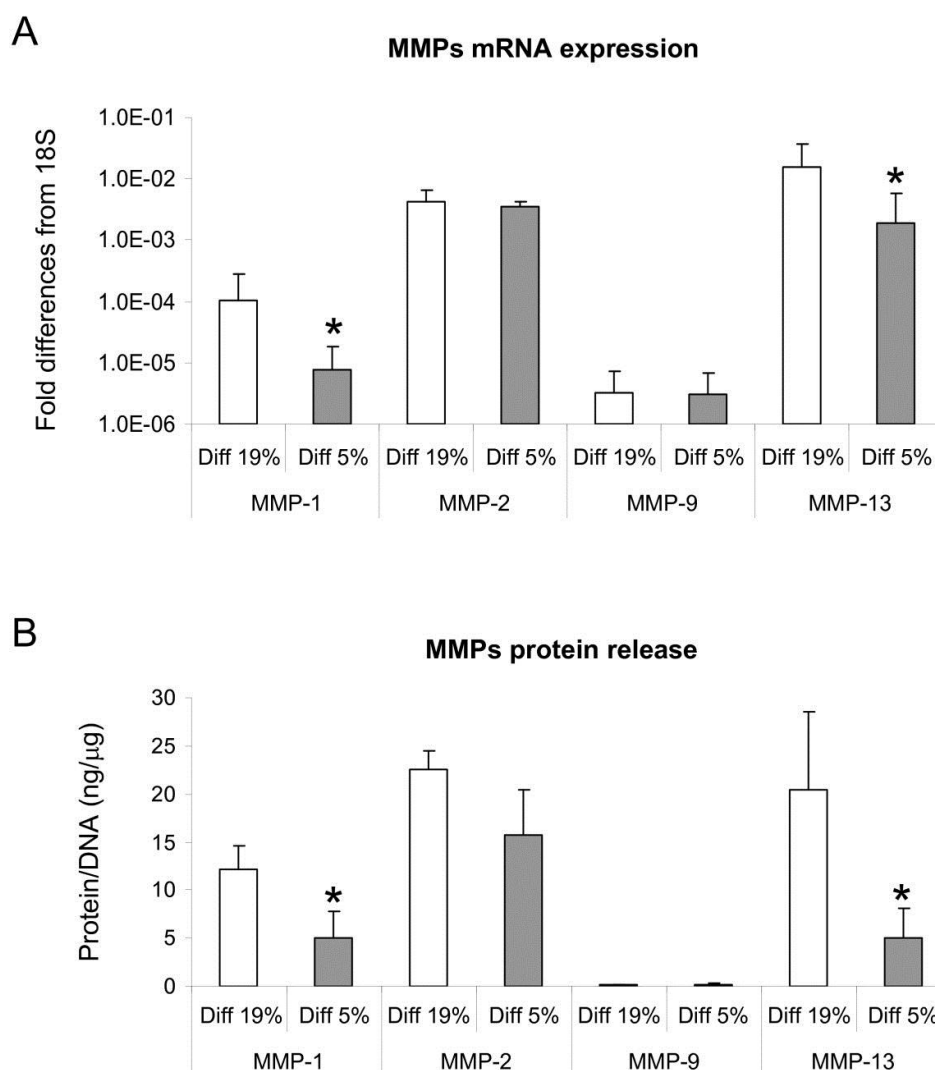 A
MMPs mRNA expression
Fold differences from 18S
1.0E-01
1.0E-02
1.0E-03
1.0E-04
1.0E-05
1.0E-06
*
*
Diff 19% Diff 5% Diff 19% Diff 5% Diff 19% Diff 5% Diff 19% Diff 5%
MMP-1 MMP-2 MMP-9 MMP-13
B
MMPs protein release
Protein/DNA (ng/μg)
30
25
20
15
10
5
0
*
*
Diff 19% Diff 5% Diff 19% Diff 5% Diff 19% Diff 5% Diff 19% Diff 5%
MMP-1 MMP-2 MMP-9 MMP-13